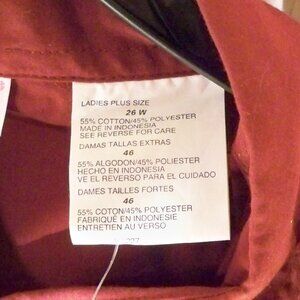 LADIES PLUS SIZE
26 W
55% COTTON/45% POLYESTER
MADE IN INDONESIA
SEE REVERSE FOR CARE
DAMAS TALLAS EXTRAS
46
55% ALGODON/45% POLIESTER
HECHO EN INDONESIA
VE EL REVERSO PARA EL CUIDADO
DAMES TAILLES FORTES
46
55% COTON/45% POLYESTER
FABRIQUÉ EN INDONESIE
ENTRETIEN AU VERSO